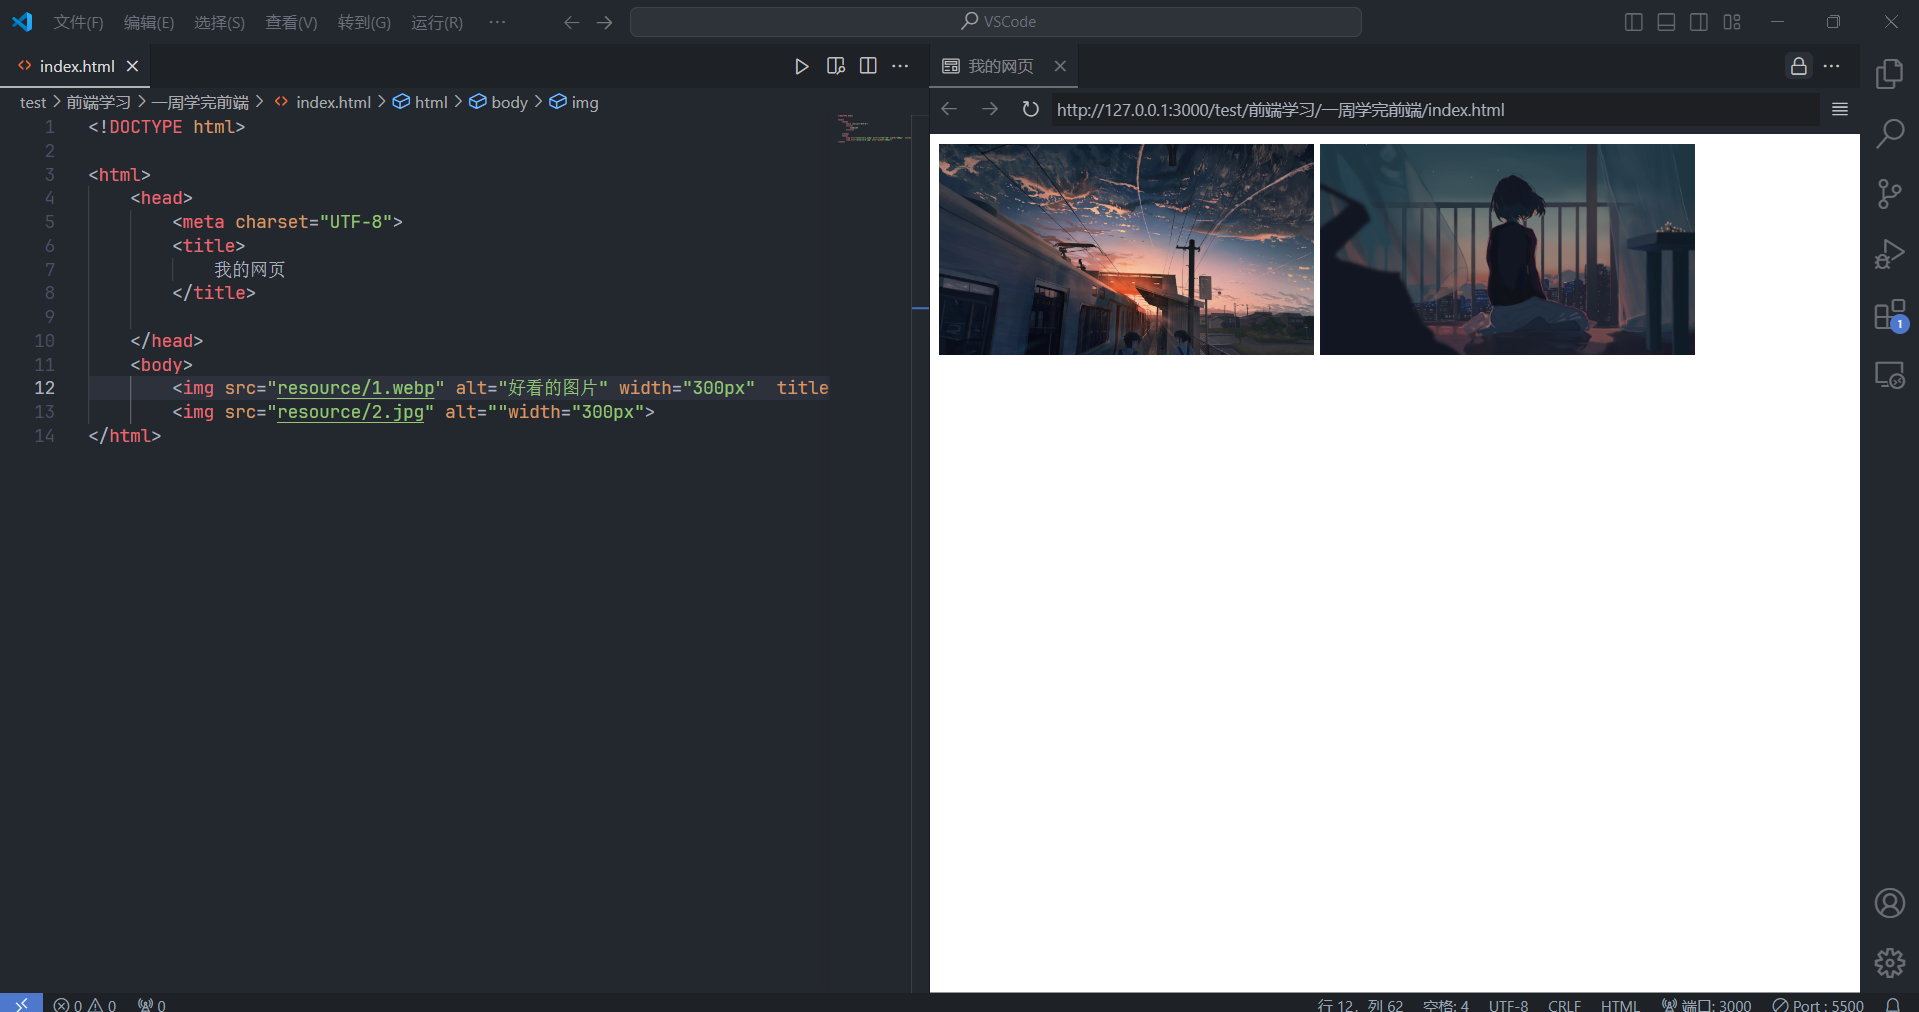 文件(F) 编辑(E) 选择(S) 查看(V) 转到(G) 运行(R) ··· VSCode
index.html
test > 前端学习 > 一周学完前端 > index.html > html > body > img
1 <!DOCTYPE html>
2
3 <html>
4 <head>
5 <meta charset="UTF-8">
6 <title>
7 我的网页
8 </title>
9
10 </head>
11 <body>
12 <img src="resource/1.webp" alt="好看的图片" width="300px"  title
13 <img src="resource/2.jpg" alt=""width="300px">
14 </html>
我的网页
http://127.0.0.1:3000/test/前端学习/一周学完前端/index.html
1
0 0 0 行 12，列 62 空格: 4 UTF-8 CRLF HTML 端口: 3000 Port : 5500